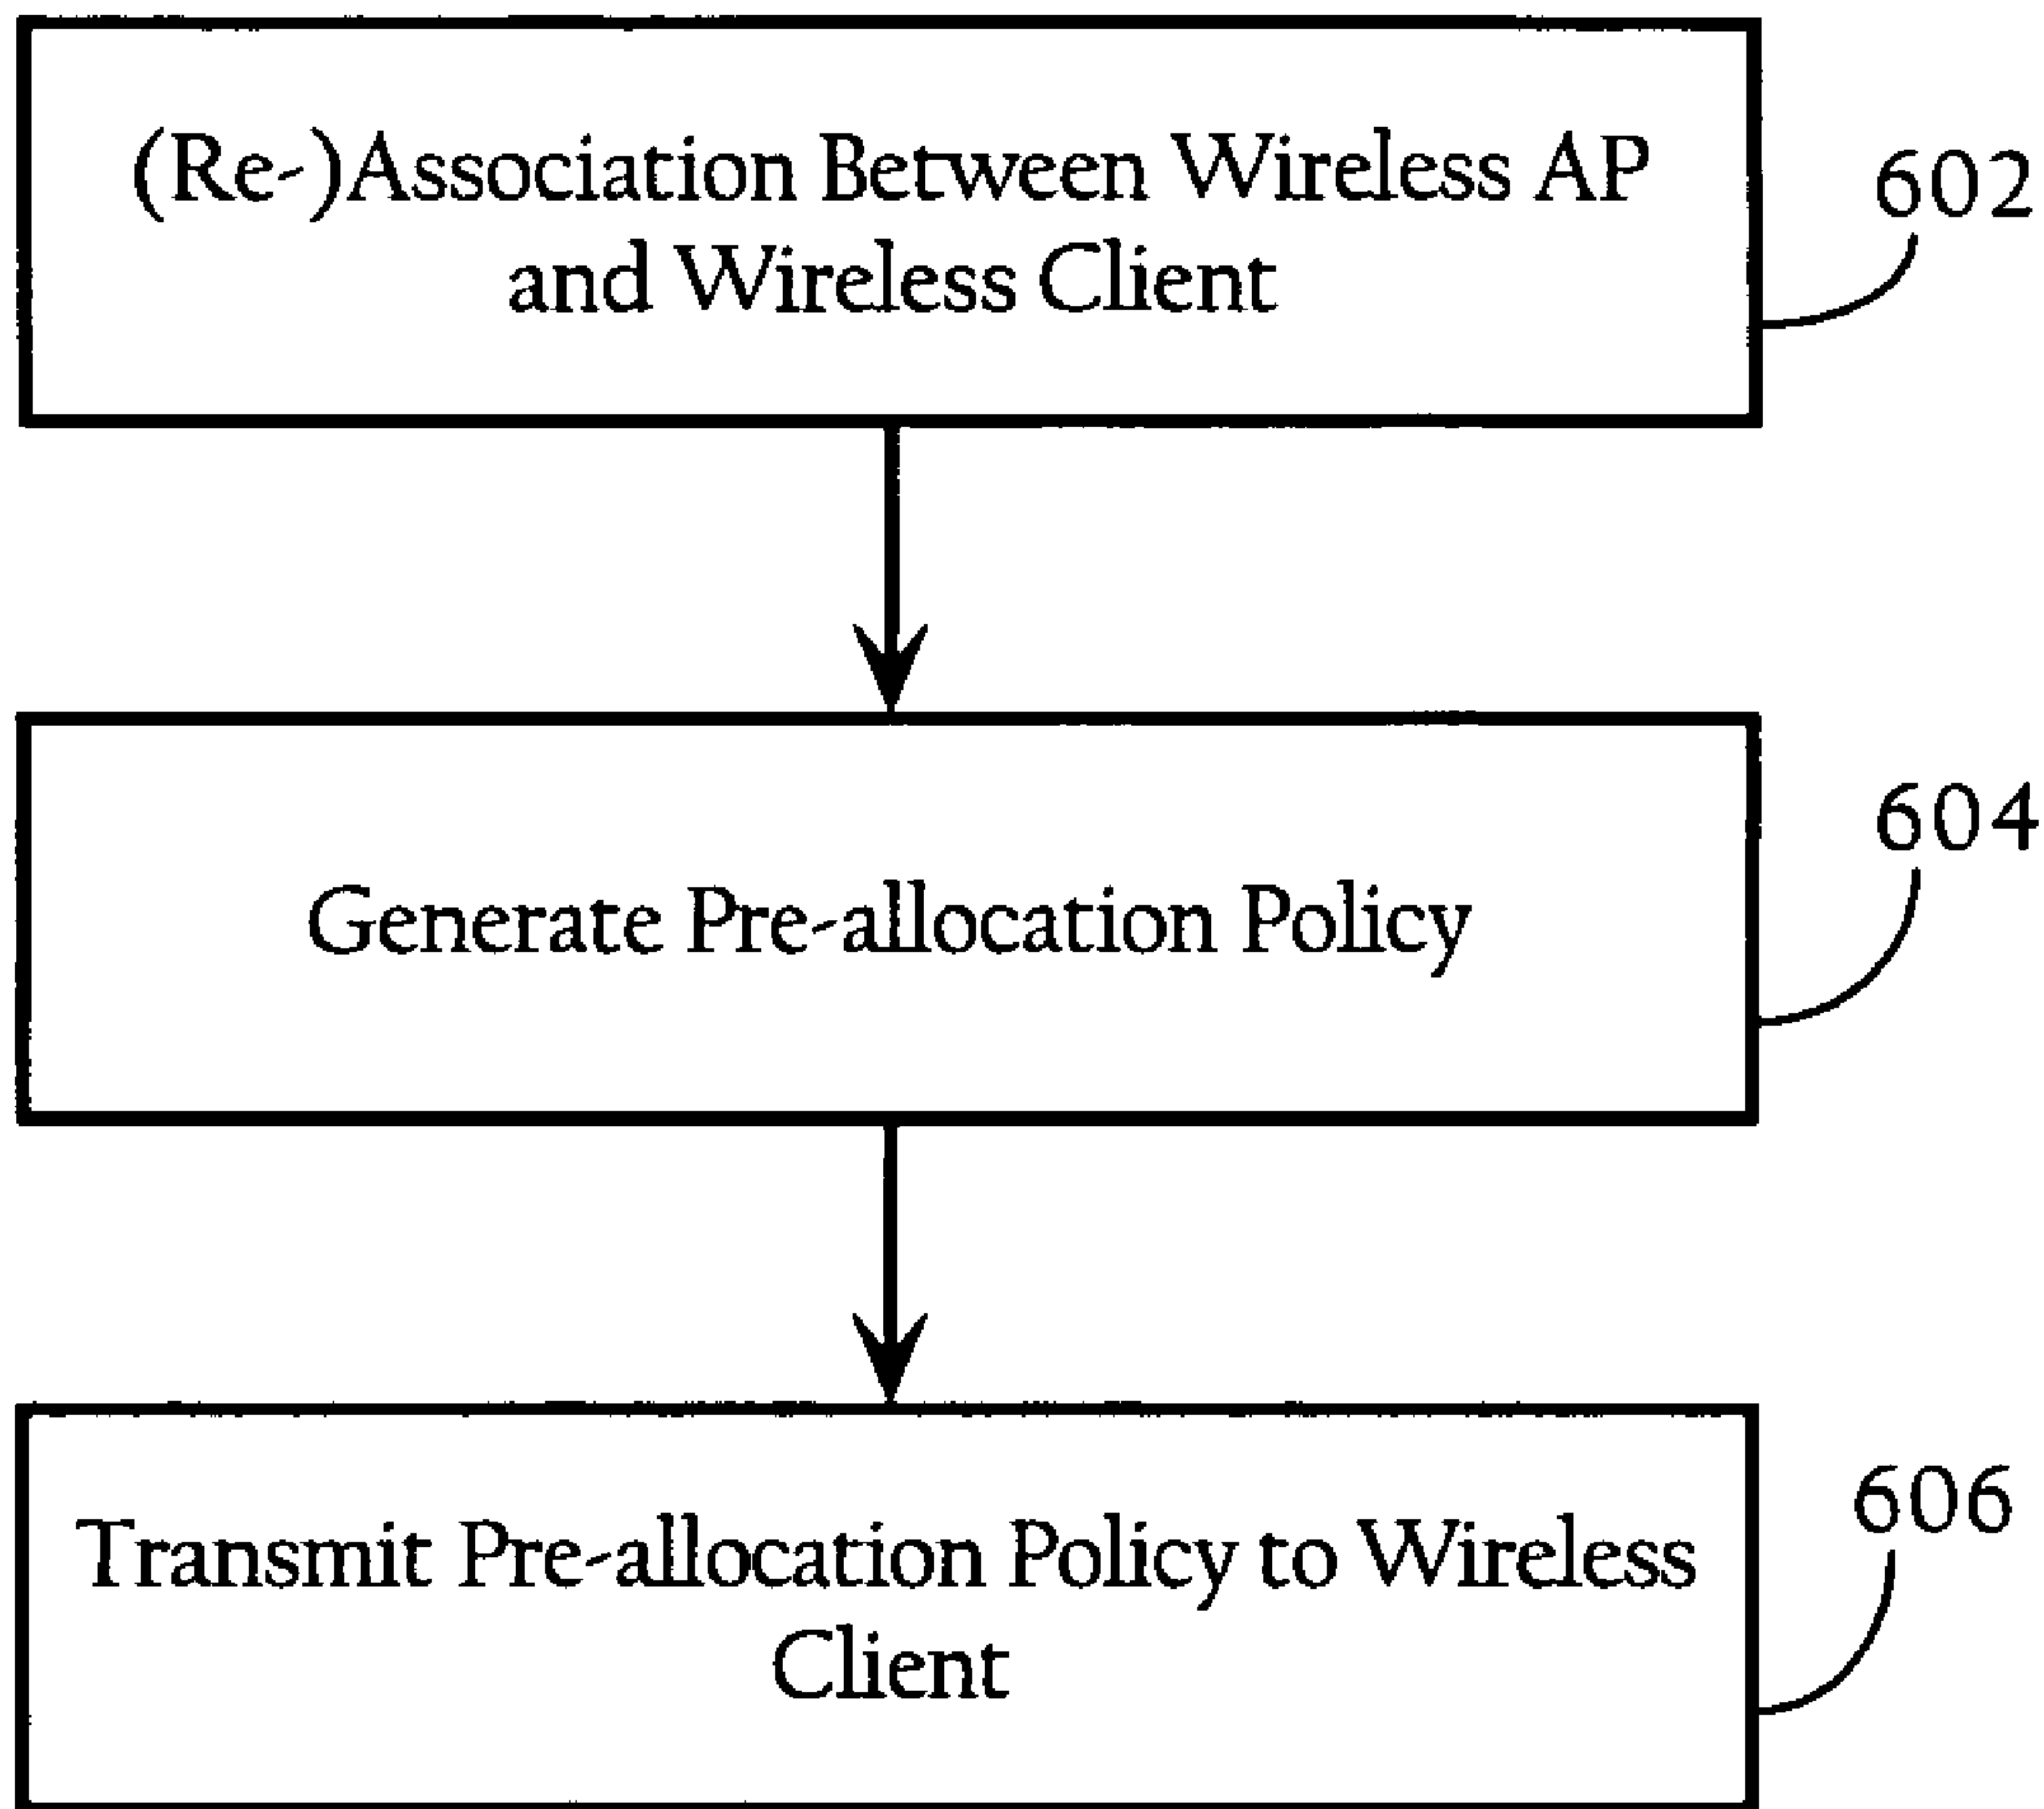 (Re-)Association Between Wireless AP
and Wireless Client
602
Generate Pre-allocation Policy
604
Transmit Pre-allocation Policy to Wireless
Client
606